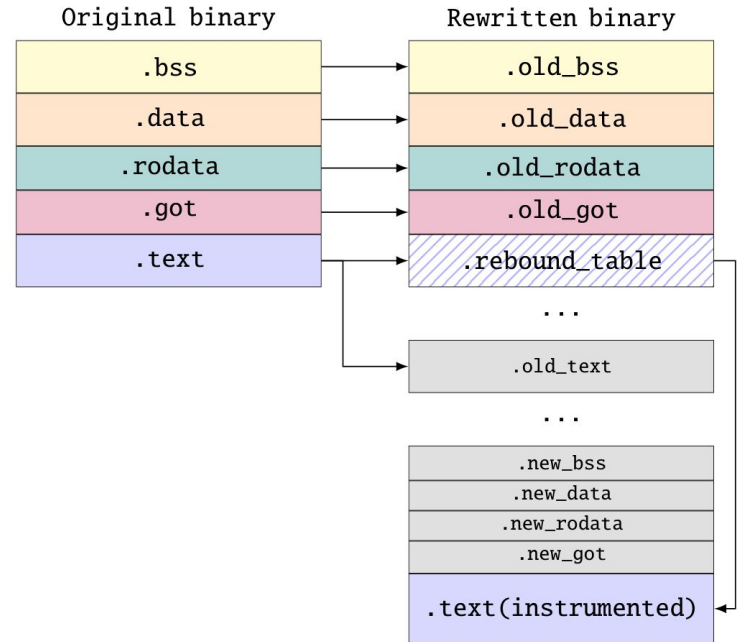 Original binary
.bss
.data
.rodata
.got
.text
Rewritten binary
.old_bss
.old_data
.old_rodata
.old_got
.rebound_table
...
.old_text
...
.new_bss
.new_data
.new_rodata
.new_got
.text(instrumented)